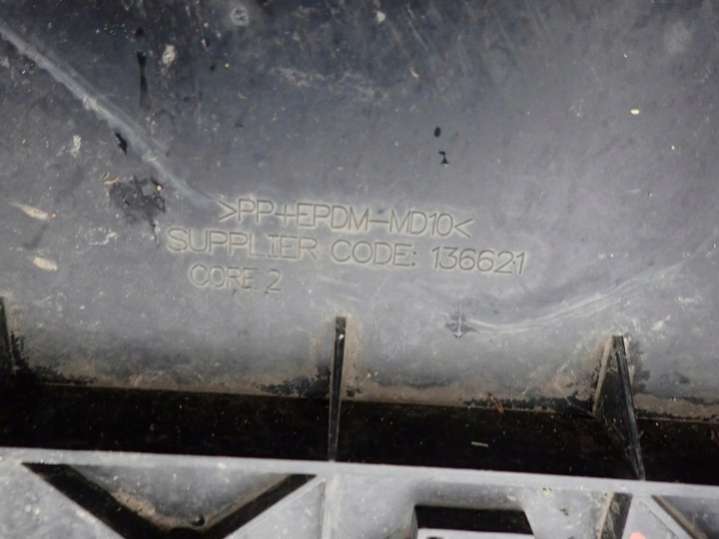 >PP+EPDM-MD10<
SUPPLIER CODE: 136621
CORE 2